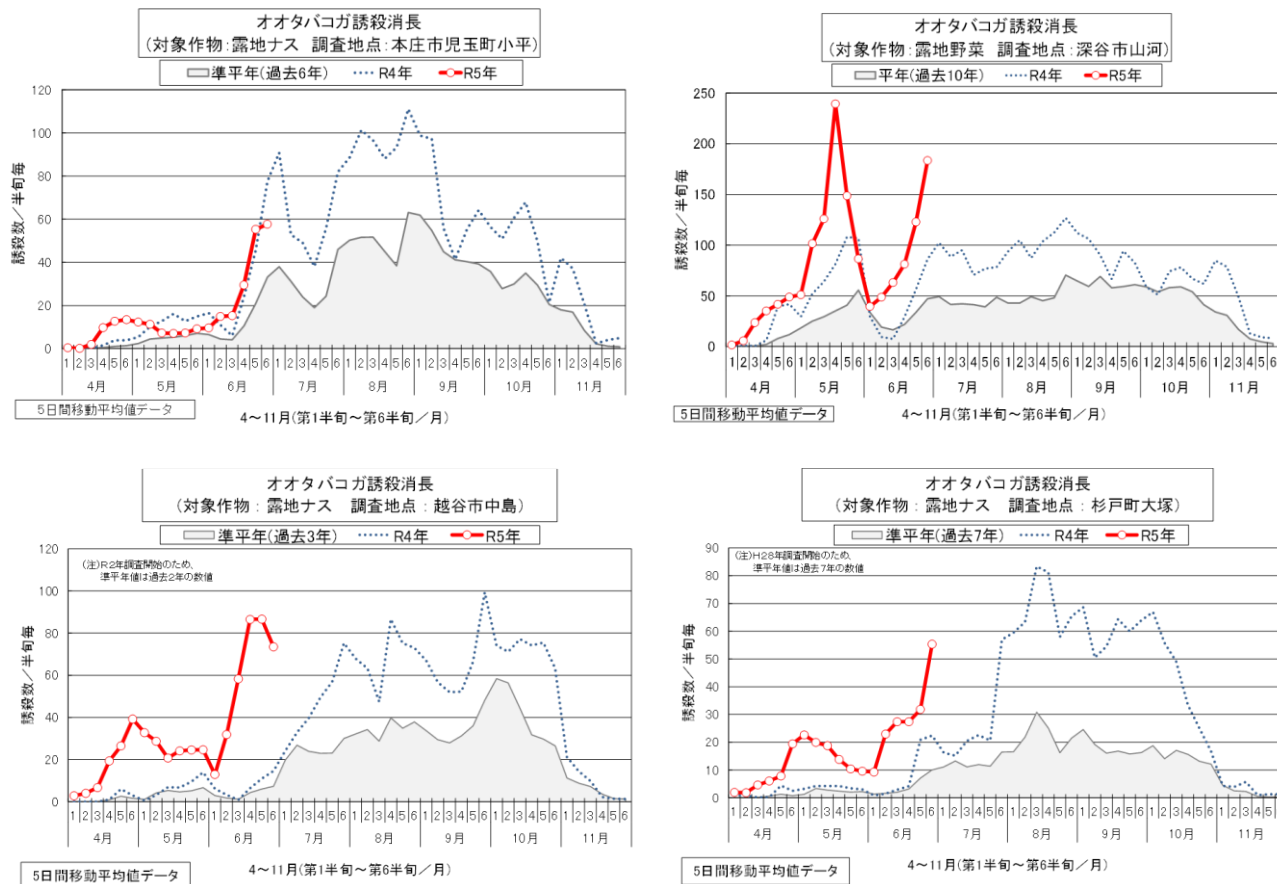 オオタバコガ誘殺消長
(対象作物:露地ナス 調査地点:本庄市児玉町小平)
準平年(過去6年) R4年 R5年
120
100
80
60
40
20
0
誘殺数/半旬毎
1 2 3 4 5 6 1 2 3 4 5 6 1 2 3 4 5 6 1 2 3 4 5 6 1 2 3 4 5 6 1 2 3 4 5 6 1 2 3 4 5 6 1 2 3 4 5 6
4月 5月 6月 7月 8月 9月 10月 11月
5日間移動平均値データ
4～11月(第1半旬～第6半旬/月)
オオタバコガ誘殺消長
(対象作物:露地野菜 調査地点:深谷市山河)
平年(過去10年) R4年 R5年
250
200
150
100
50
0
誘殺数/半旬毎
1 2 3 4 5 6 1 2 3 4 5 6 1 2 3 4 5 6 1 2 3 4 5 6 1 2 3 4 5 6 1 2 3 4 5 6 1 2 3 4 5 6 1 2 3 4 5 6
4月 5月 6月 7月 8月 9月 10月 11月
5日間移動平均値データ
4～11月(第1半旬～第6半旬/月)
オオタバコガ誘殺消長
(対象作物:露地ナス 調査地点:越谷市中島)
準平年(過去3年) R4年 R5年
(注)R2年調査開始のため、
準平年値は過去2年の数値
120
100
80
60
40
20
0
誘殺数/半旬毎
1 2 3 4 5 6 1 2 3 4 5 6 1 2 3 4 5 6 1 2 3 4 5 6 1 2 3 4 5 6 1 2 3 4 5 6 1 2 3 4 5 6 1 2 3 4 5 6
4月 5月 6月 7月 8月 9月 10月 11月
5日間移動平均値データ
4～11月(第1半旬～第6半旬/月)
オオタバコガ誘殺消長
(対象作物:露地ナス 調査地点:杉戸町大塚)
準平年(過去7年) R4年 R5年
(注)H28年調査開始のため、
準平年値は過去7年の数値
90
80
70
60
50
40
30
20
10
0
誘殺数/半旬毎
1 2 3 4 5 6 1 2 3 4 5 6 1 2 3 4 5 6 1 2 3 4 5 6 1 2 3 4 5 6 1 2 3 4 5 6 1 2 3 4 5 6 1 2 3 4 5 6
4月 5月 6月 7月 8月 9月 10月 11月
5日間移動平均値データ
4～11月(第1半旬～第6半旬/月)